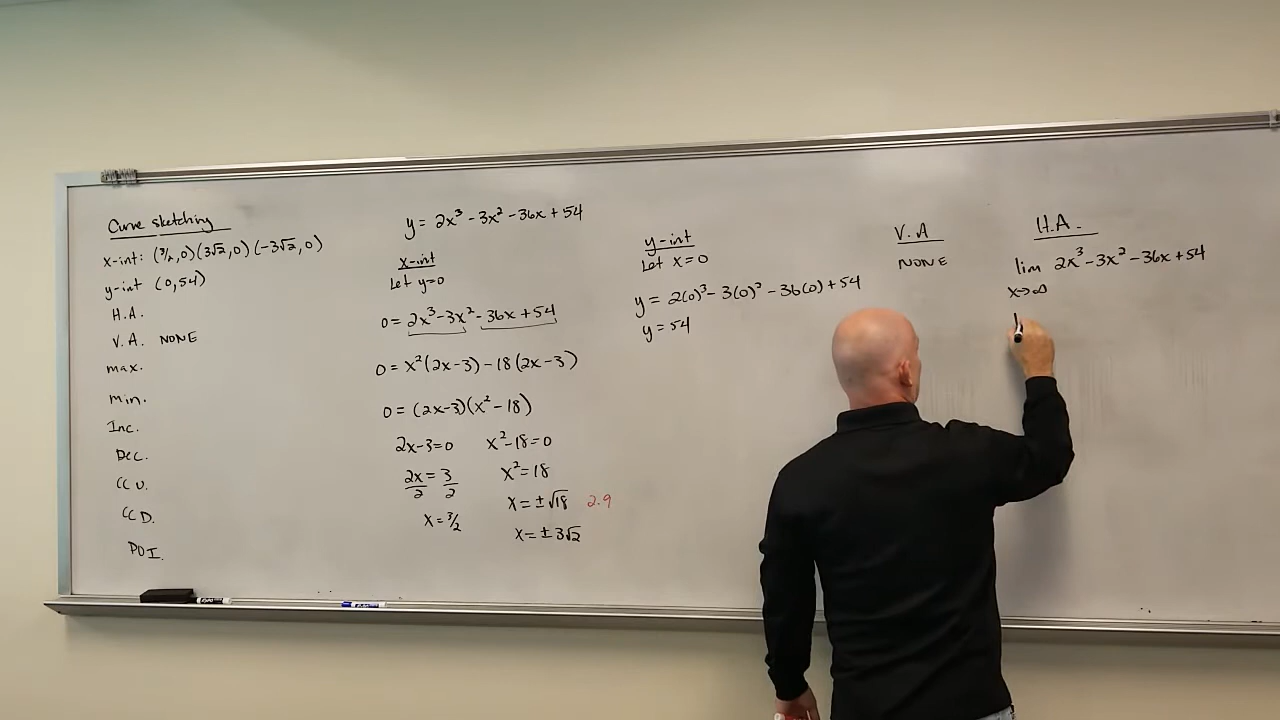 Curve sketching
x-int: (3/2, 0) (3√2, 0) (-3√2, 0)
y-int (0, 54)
H.A.
V.A. NONE
max.
min.
Inc.
Dec.
CCU.
CCD.
POI.
y = 2x³ - 3x² - 36x + 54
x-int
Let y=0
0 = 2x³ - 3x² - 36x + 54
0 = x²(2x-3) - 18(2x-3)
0 = (2x-3)(x² - 18)
2x-3=0 x²-18=0
2x/2 = 3/2 x² = 18
x = 3/2 x = ±√18 2.9
x = ±3√2
y-int
Let x=0
y = 2(0)³ - 3(0)² - 36(0) + 54
y = 54
V.A
NONE
H.A.
lim 2x³ - 3x² - 36x + 54
x→∞